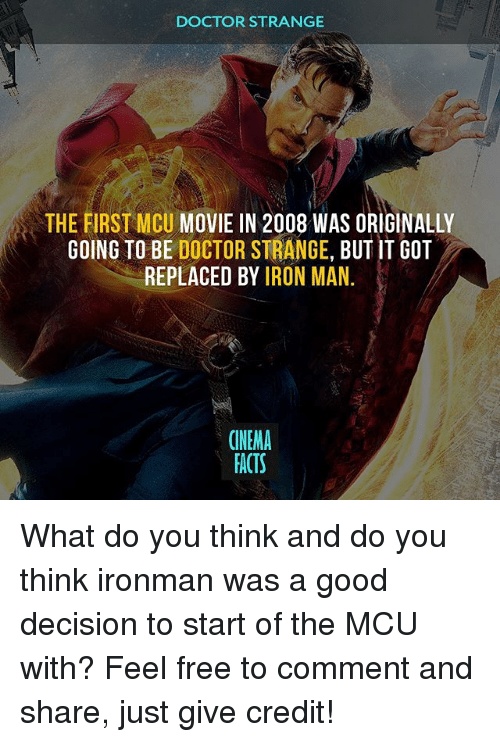 DOCTOR STRANGE
THE FIRST MCU MOVIE IN 2008 WAS ORIGINALLY
GOING TO BE DOCTOR STRANGE, BUT IT GOT
REPLACED BY IRON MAN.
CINEMA
FACTS
What do you think and do you
think ironman was a good
decision to start of the MCU
with? Feel free to comment and
share, just give credit!